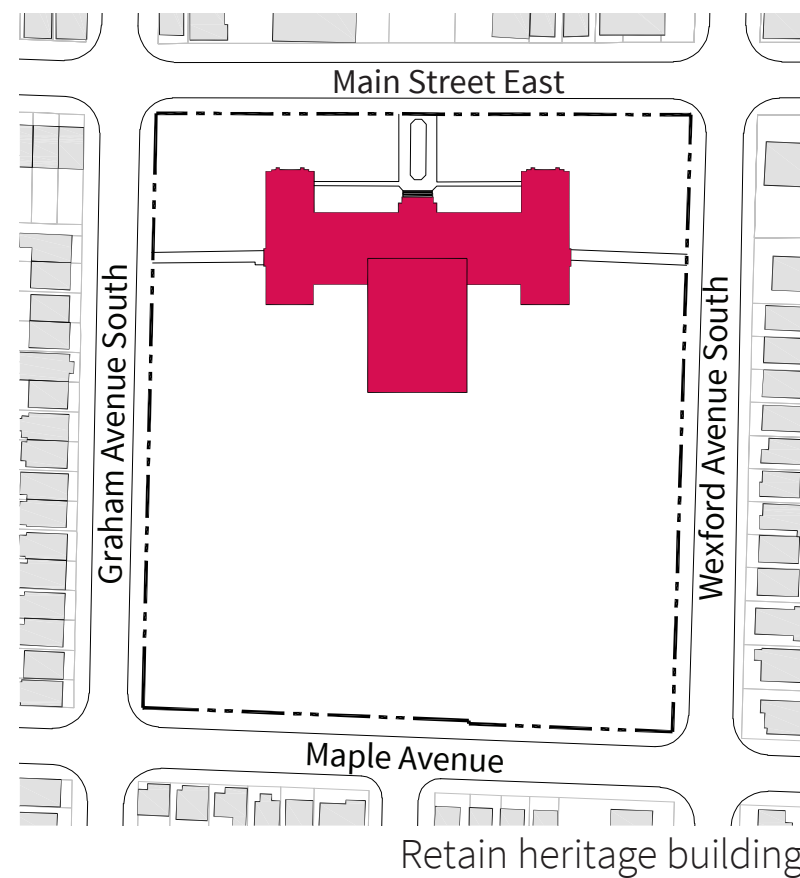 Main Street East
Graham Avenue South
Wexford Avenue South
Maple Avenue
Retain heritage building